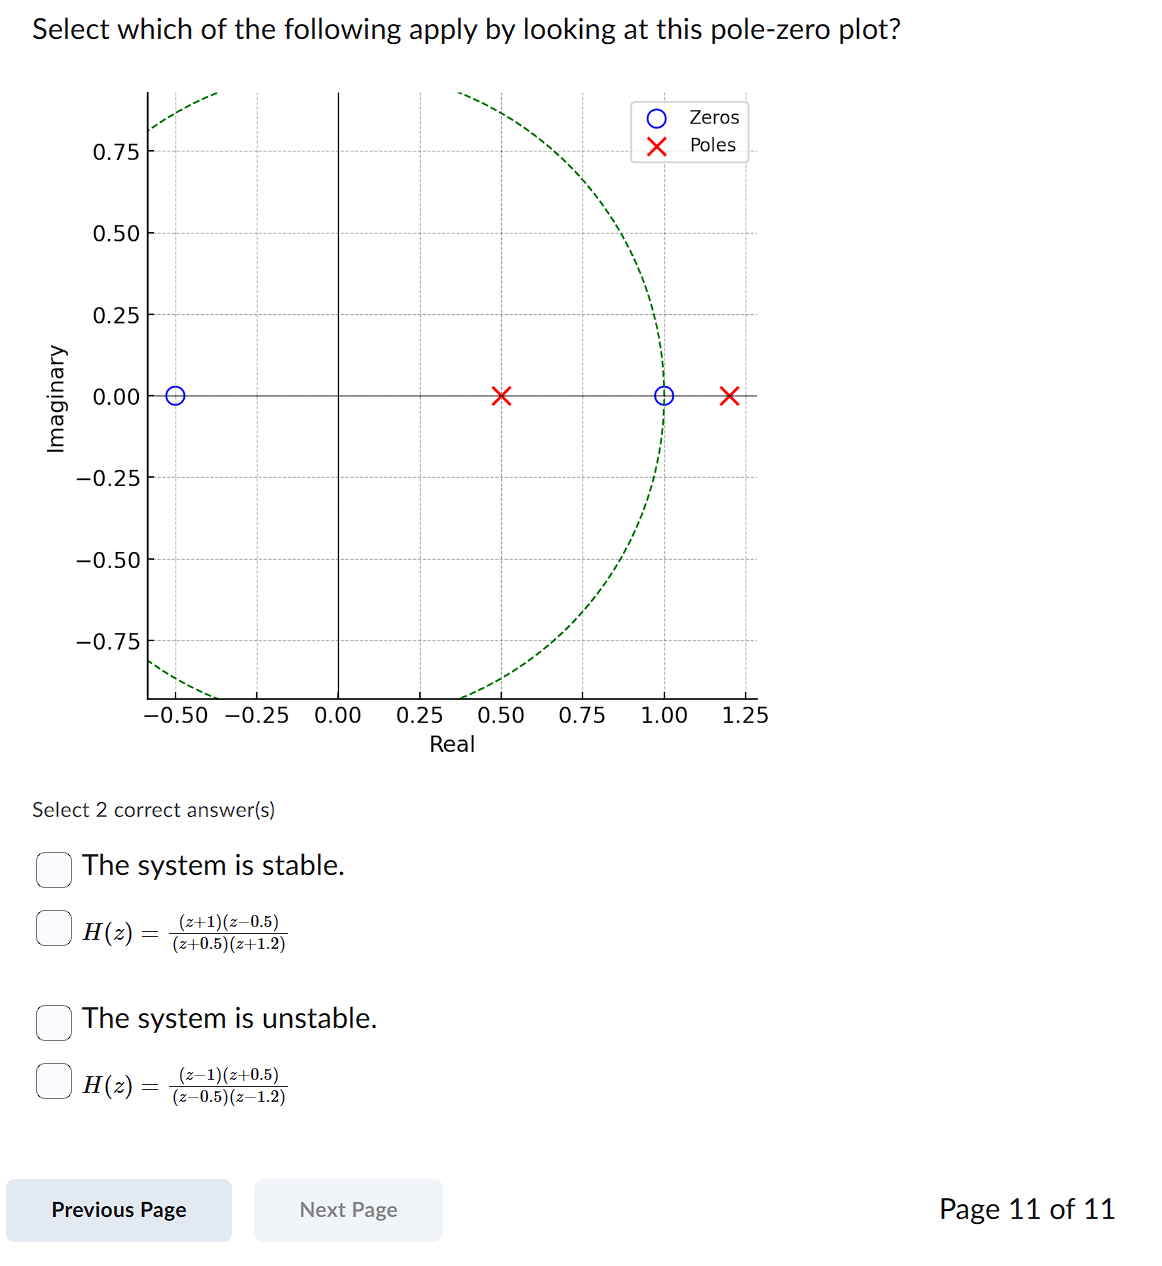 Select which of the following apply by looking at this pole-zero plot?
Zeros
Poles
0.75
0.50
0.25
0.00
−0.25
−0.50
−0.75
Imaginary
−0.50 −0.25 0.00 0.25 0.50 0.75 1.00 1.25
Real
Select 2 correct answer(s)
The system is stable.
H(z) = (z+1)(z−0.5)/(z+0.5)(z+1.2)
The system is unstable.
H(z) = (z−1)(z+0.5)/(z−0.5)(z−1.2)
Previous Page Next Page Page 11 of 11